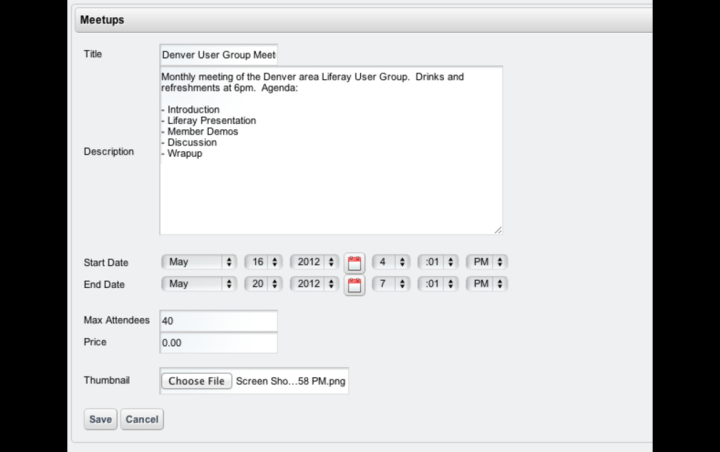 Meetups
Title Denver User Group Meet
Monthly meeting of the Denver area Liferay User Group. Drinks and
refreshments at 6pm. Agenda:
- Introduction
- Liferay Presentation
- Member Demos
- Discussion
- Wrapup
Description
Start Date May 16 2012 4 :01 PM
End Date May 20 2012 7 :01 PM
Max Attendees 40
Price 0.00
Thumbnail Choose File Screen Sho...58 PM.png
Save Cancel